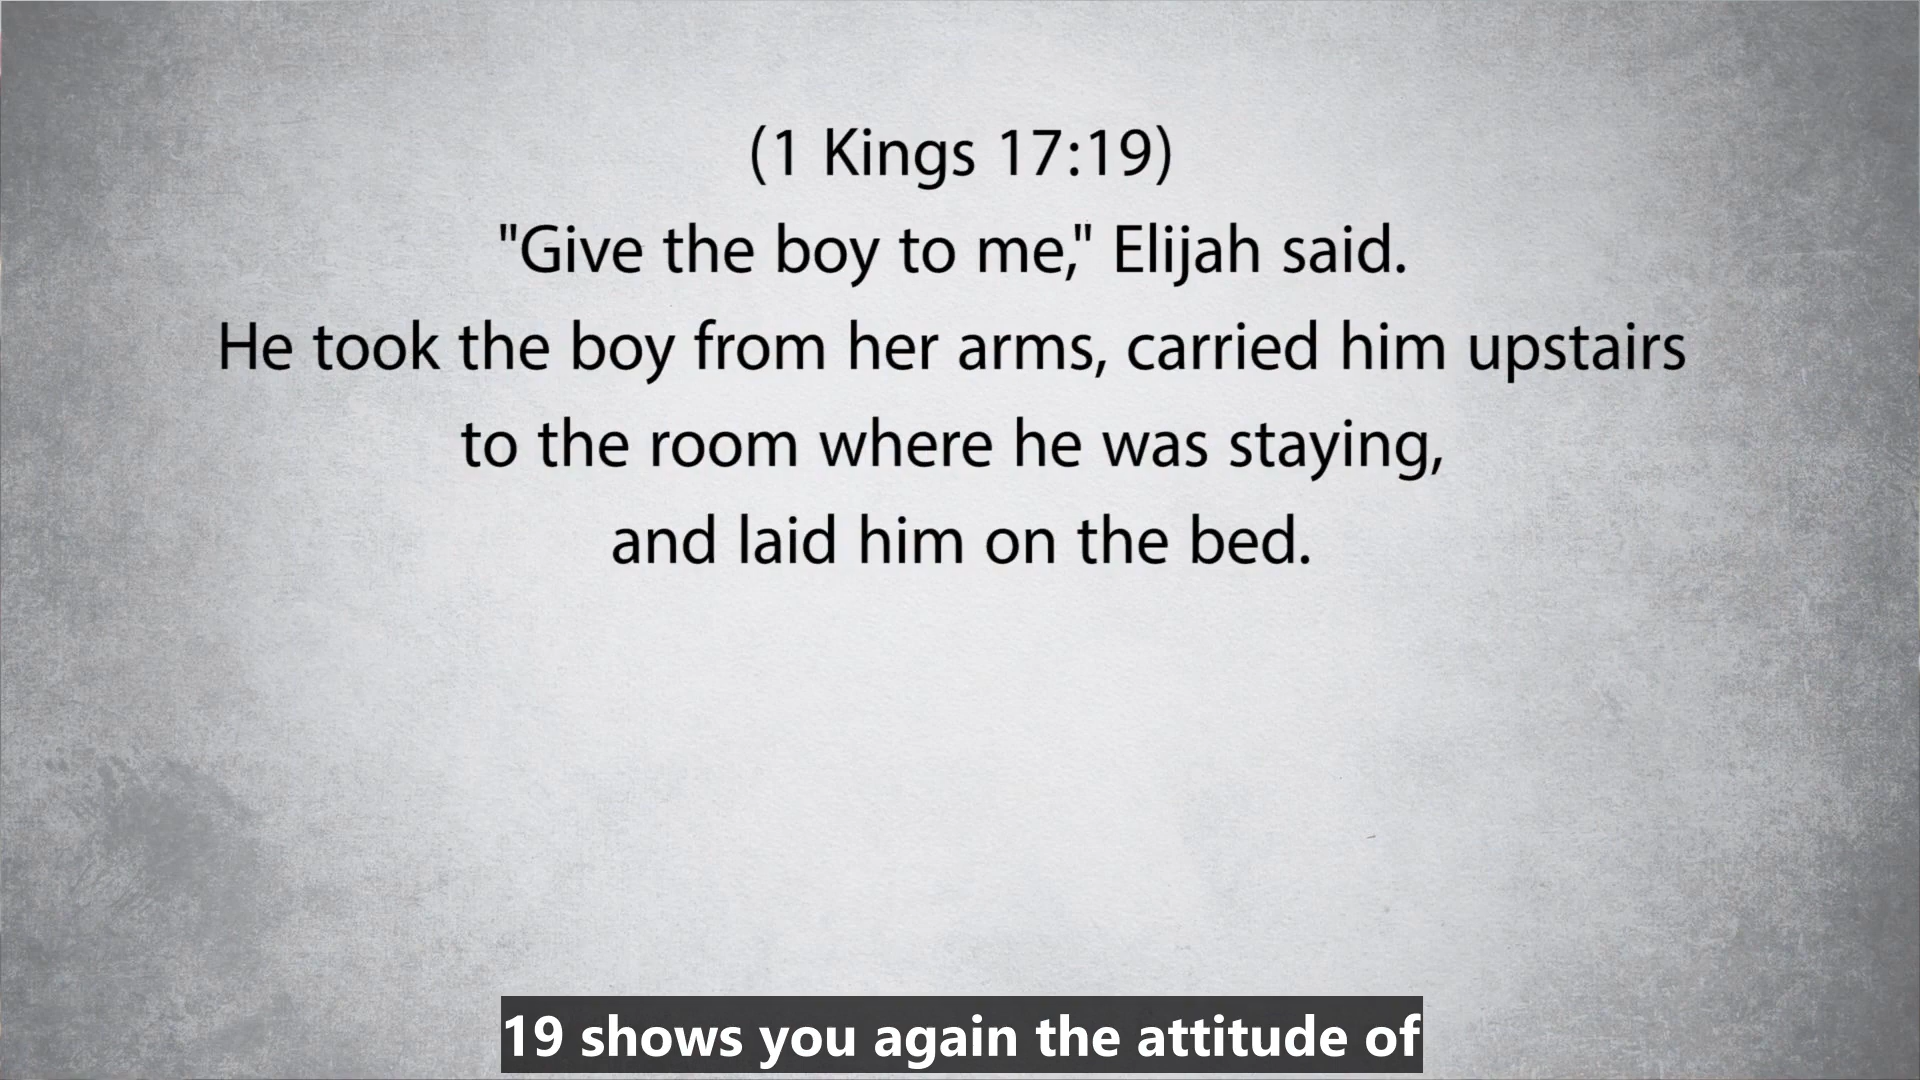 (1 Kings 17:19)
"Give the boy to me," Elijah said.
He took the boy from her arms, carried him upstairs
to the room where he was staying,
and laid him on the bed.
19 shows you again the attitude of